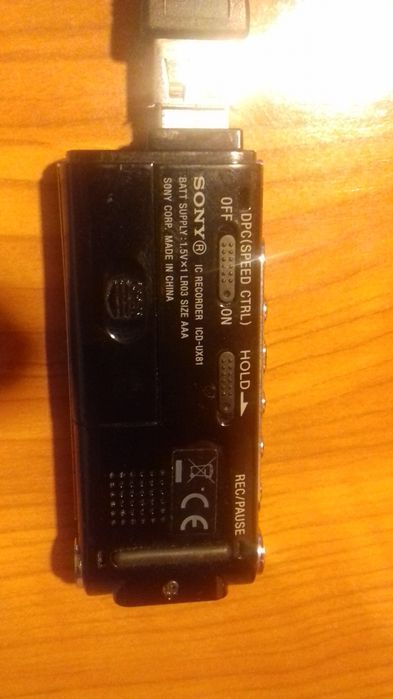 DPC(SPEED CTRL)
OFF ON
HOLD
REC/PAUSE
SONY® IC RECORDER ICD-UX81
BATT SUPPLY: 1,5V×1 LR03 SIZE AAA
SONY CORP. MADE IN CHINA
CE